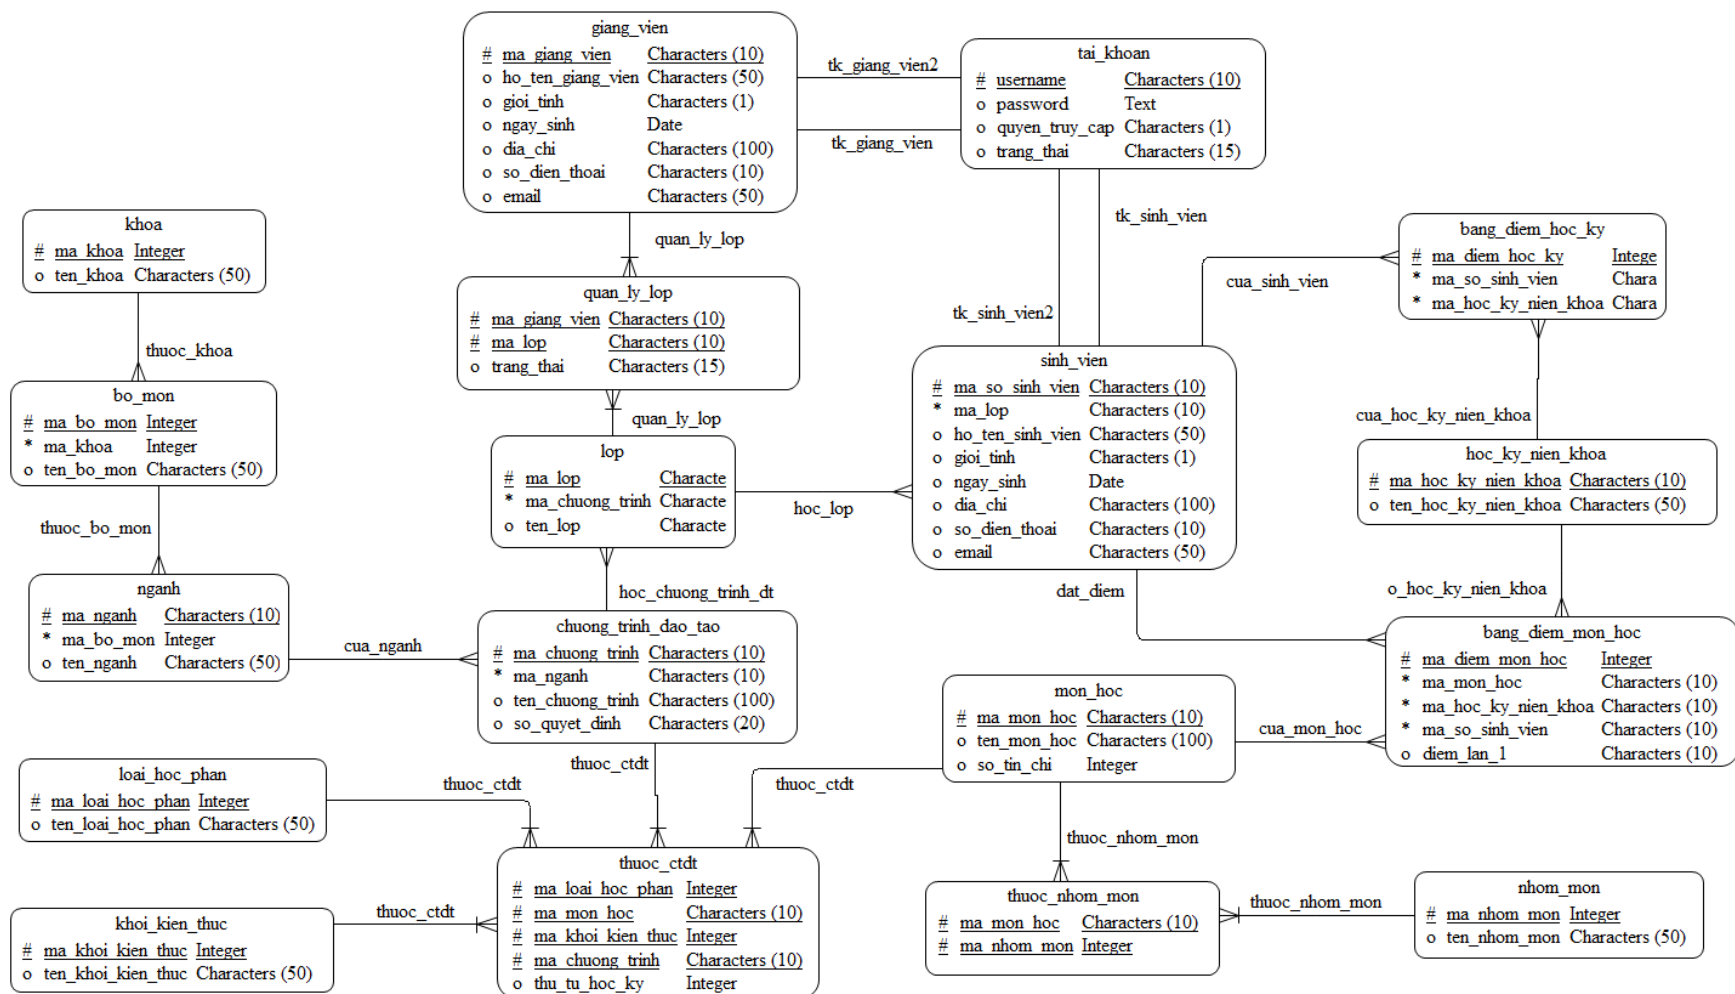 giang_vien
# ma_giang_vien Characters (10)
o ho_ten_giang_vien Characters (50)
o gioi_tinh Characters (1)
o ngay_sinh Date
o dia_chi Characters (100)
o so_dien_thoai Characters (10)
o email Characters (50)
tk_giang_vien2
tk_giang_vien
tai_khoan
# username Characters (10)
o password Text
o quyen_truy_cap Characters (1)
o trang_thai Characters (15)
khoa
# ma_khoa Integer
o ten_khoa Characters (50)
quan_ly_lop
tk_sinh_vien
bang_diem_hoc_ky
# ma_diem_hoc_ky Intege
* ma_so_sinh_vien Chara
* ma_hoc_ky_nien_khoa Chara
cua_sinh_vien
quan_ly_lop
# ma_giang_vien Characters (10)
# ma_lop Characters (10)
o trang_thai Characters (15)
tk_sinh_vien2
thuoc_khoa
bo_mon
# ma_bo_mon Integer
* ma_khoa Integer
o ten_bo_mon Characters (50)
quan_ly_lop
sinh_vien
# ma_so_sinh_vien Characters (10)
* ma_lop Characters (10)
o ho_ten_sinh_vien Characters (50)
o gioi_tinh Characters (1)
o ngay_sinh Date
o dia_chi Characters (100)
o so_dien_thoai Characters (10)
o email Characters (50)
cua_hoc_ky_nien_khoa
lop
# ma_lop Characte
* ma_chuong_trinh Characte
o ten_lop Characte
hoc_lop
hoc_ky_nien_khoa
# ma_hoc_ky_nien_khoa Characters (10)
o ten_hoc_ky_nien_khoa Characters (50)
thuoc_bo_mon
nganh
# ma_nganh Characters (10)
* ma_bo_mon Integer
o ten_nganh Characters (50)
hoc_chuong_trinh_dt
dat_diem
o_hoc_ky_nien_khoa
cua_nganh
chuong_trinh_dao_tao
# ma_chuong_trinh Characters (10)
* ma_nganh Characters (10)
o ten_chuong_trinh Characters (100)
o so_quyet_dinh Characters (20)
bang_diem_mon_hoc
# ma_diem_mon_hoc Integer
* ma_mon_hoc Characters (10)
* ma_hoc_ky_nien_khoa Characters (10)
* ma_so_sinh_vien Characters (10)
o diem_lan_1 Characters (10)
mon_hoc
# ma_mon_hoc Characters (10)
o ten_mon_hoc Characters (100)
o so_tin_chi Integer
cua_mon_hoc
thuoc_ctdt
thuoc_ctdt
thuoc_ctdt
loai_hoc_phan
# ma_loai_hoc_phan Integer
o ten_loai_hoc_phan Characters (50)
thuoc_nhom_mon
thuoc_ctdt
# ma_loai_hoc_phan Integer
# ma_mon_hoc Characters (10)
# ma_khoi_kien_thuc Integer
# ma_chuong_trinh Characters (10)
o thu_tu_hoc_ky Integer
thuoc_ctdt
khoi_kien_thuc
# ma_khoi_kien_thuc Integer
o ten_khoi_kien_thuc Characters (50)
thuoc_nhom_mon
# ma_mon_hoc Characters (10)
# ma_nhom_mon Integer
thuoc_nhom_mon
nhom_mon
# ma_nhom_mon Integer
o ten_nhom_mon Characters (50)